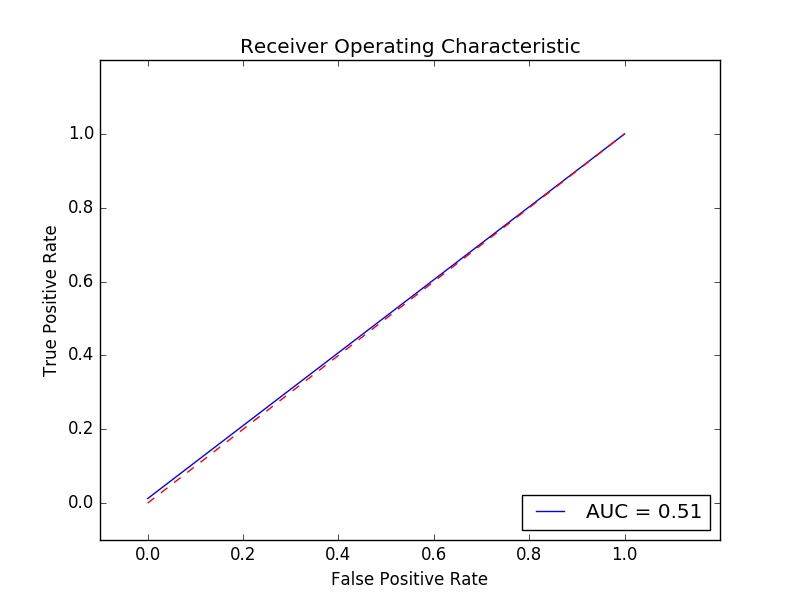 Receiver Operating Characteristic
True Positive Rate
1.0
0.8
0.6
0.4
0.2
0.0
AUC = 0.51
0.0 0.2 0.4 0.6 0.8 1.0
False Positive Rate